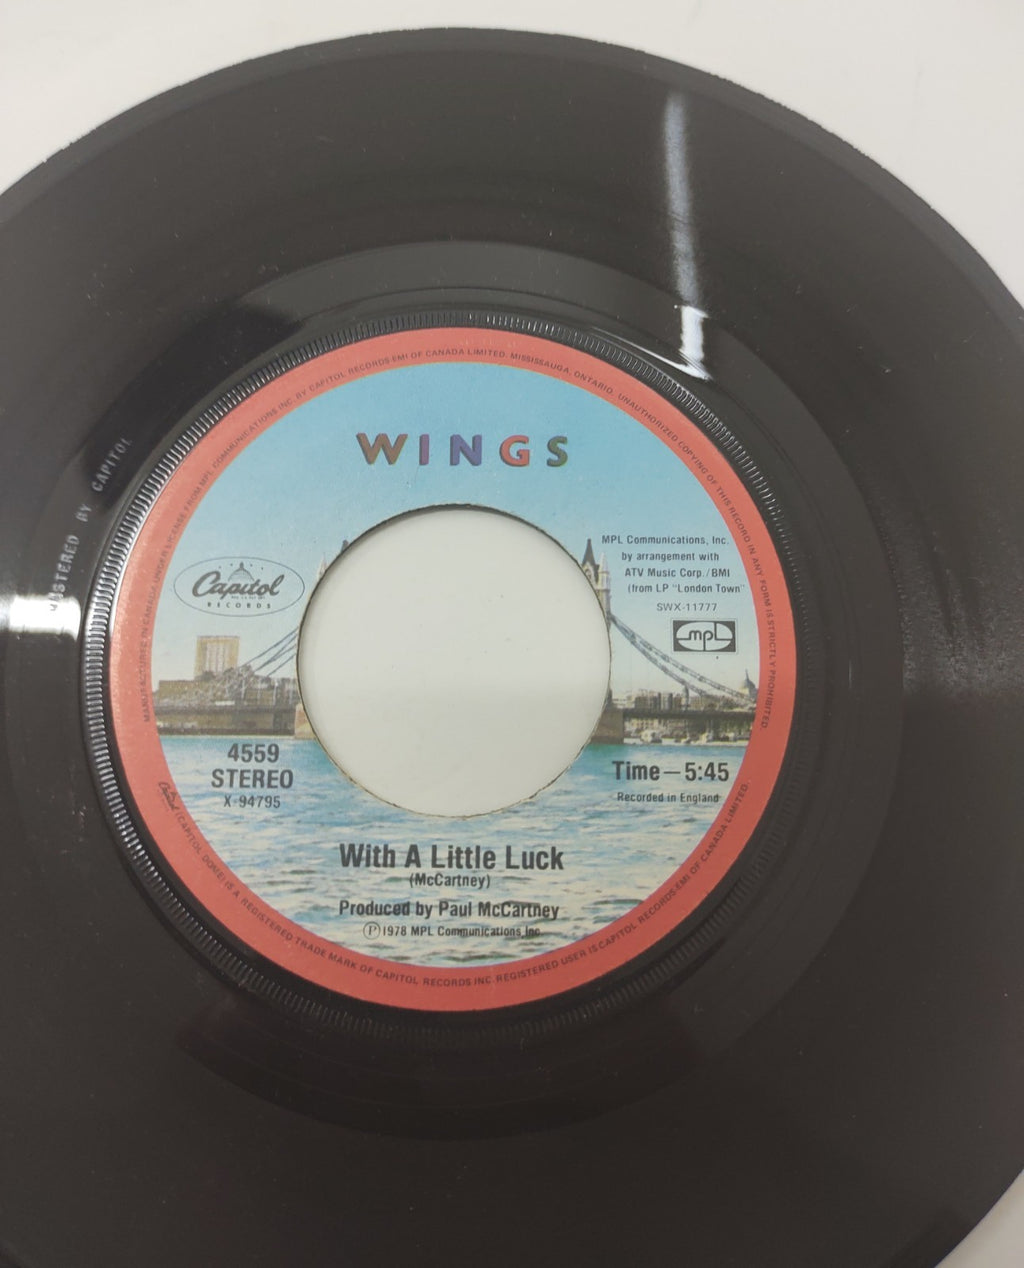 WINGS
MPL Communications, Inc.
by arrangement with
ATV Music Corp./BMI
(from LP "London Town"
SWX-11777
mpl
Capitol
RECORDS
4559
STEREO
X-94795
Time—5:45
Recorded in England
With A Little Luck
(McCartney)
Produced by Paul McCartney
Ⓟ1978 MPL Communications, Inc.
MANUFACTURED IN CANADA UNDER LICENSE FROM MPL COMMUNICATIONS INC. BY CAPITOL RECORDS-EMI OF CANADA LIMITED. MISSISSAUGA, ONTARIO. UNAUTHORIZED COPYING OF THIS RECORD IN ANY FORM IS STRICTLY PROHIBITED.
Capitol (CAPITOL DOME) IS A REGISTERED TRADE MARK OF CAPITOL RECORDS INC. REGISTERED USER IS CAPITOL RECORDS-EMI OF CANADA LIMITED.
MASTERED BY CAPITOL